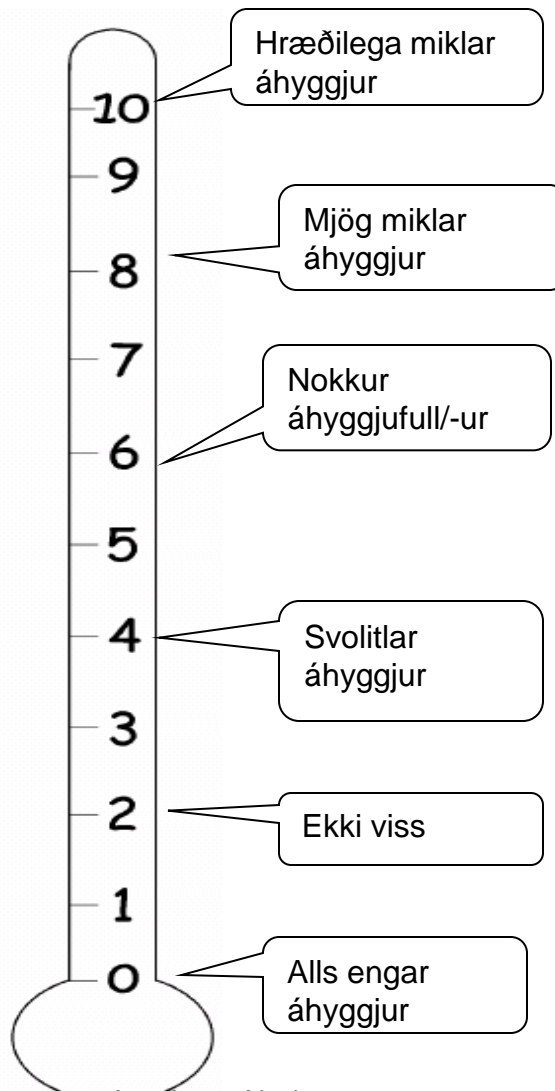 Hræðilega miklar
áhyggjur
10
9
Mjög miklar
áhyggjur
8
7
Nokkur
áhyggjufull/-ur
6
5
4
Svolitlar
áhyggjur
3
2
Ekki viss
1
0
Alls engar
áhyggjur